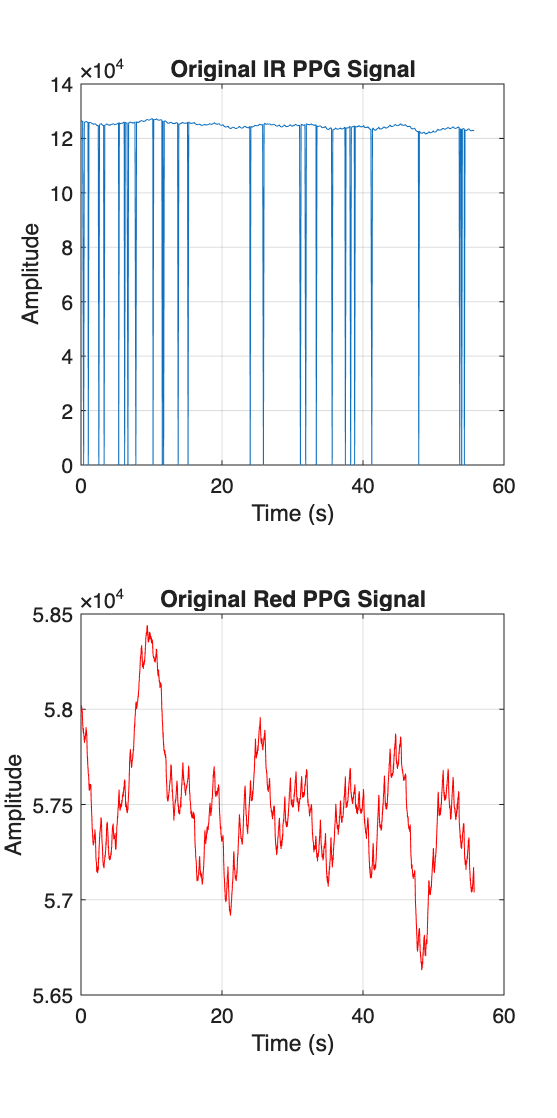 ×10⁴
Original IR PPG Signal
14
12
10
8
6
4
2
0
Amplitude
0 20 40 60
Time (s)
×10⁴
Original Red PPG Signal
5.85
5.8
5.75
5.7
5.65
Amplitude
0 20 40 60
Time (s)